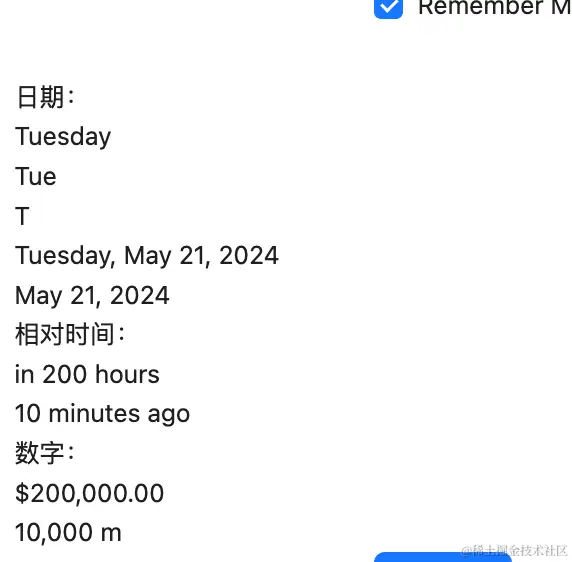 Remember M
日期：
Tuesday
Tue
T
Tuesday, May 21, 2024
May 21, 2024
相对时间：
in 200 hours
10 minutes ago
数字：
$200,000.00
10,000 m
@稀土掘金技术社区